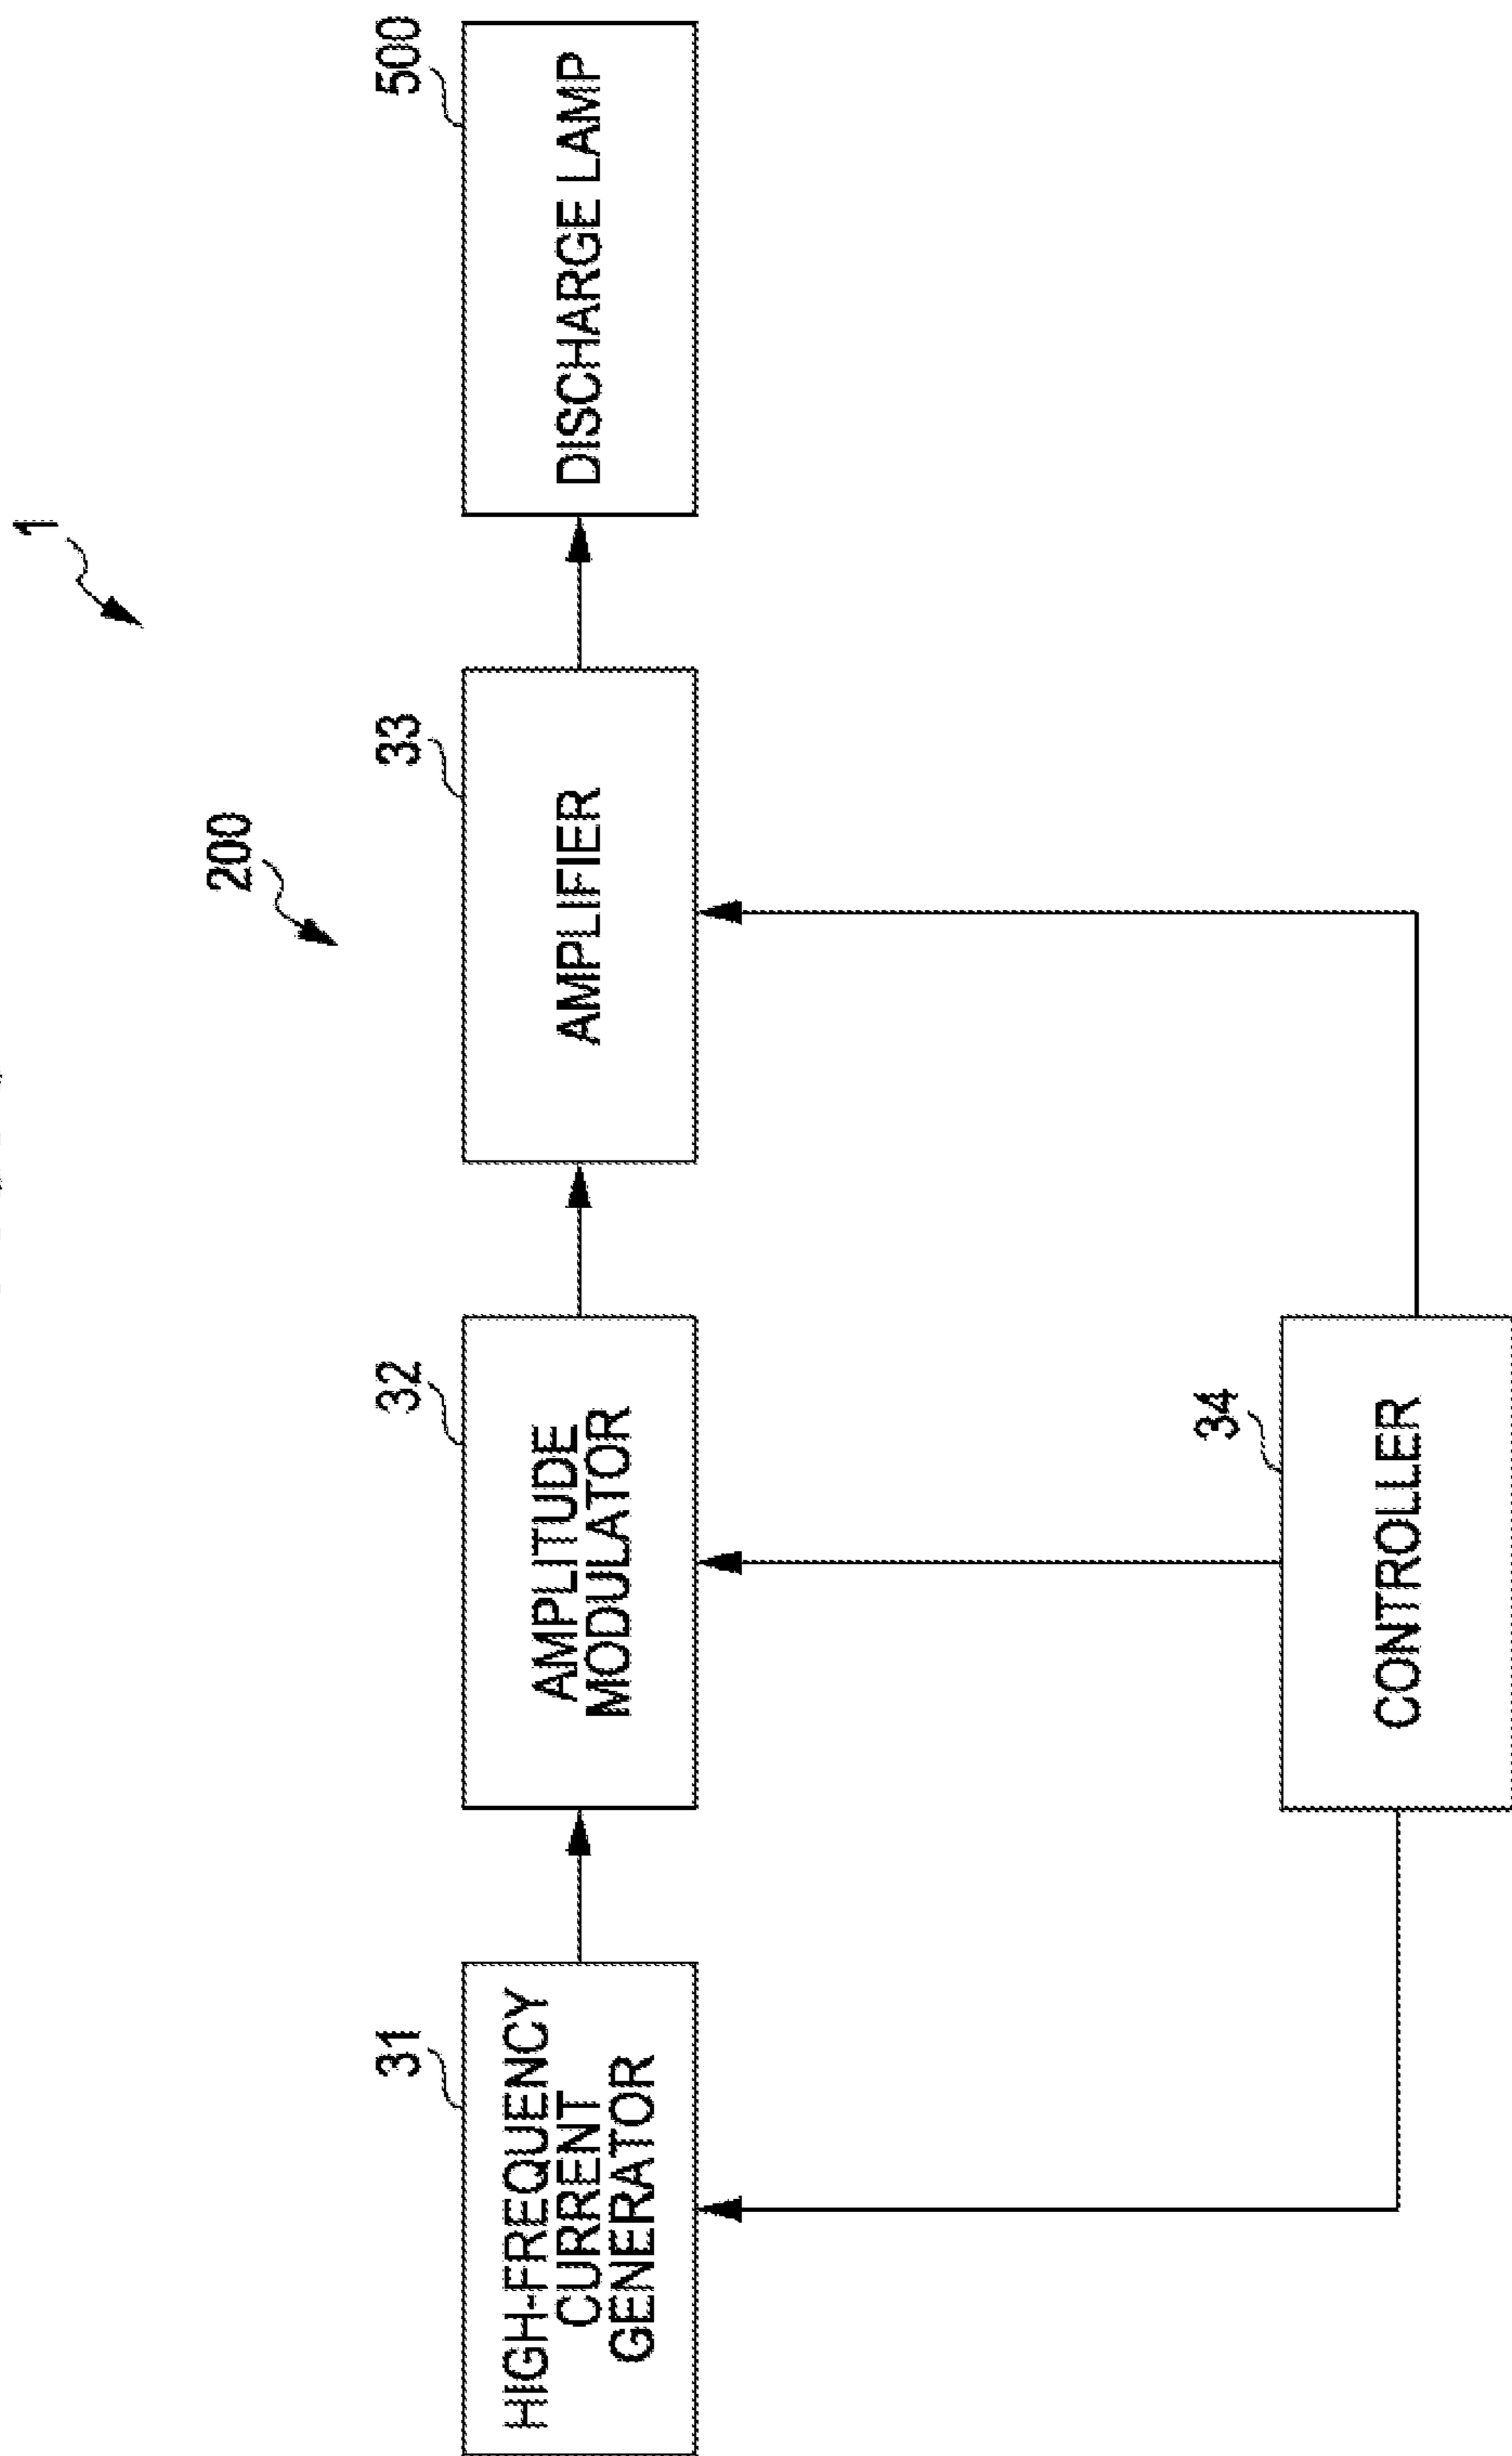 1
200
31
32
33
500
HIGH-FREQUENCY
CURRENT
GENERATOR
AMPLITUDE
MODULATOR
AMPLIFIER
DISCHARGE LAMP
34
CONTROLLER